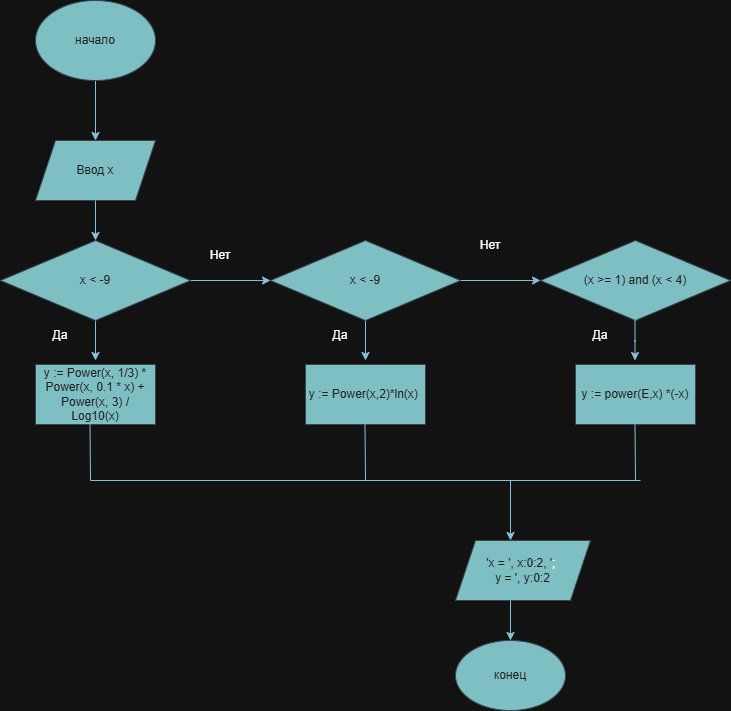 начало
Ввод x
Нет
Нет
x < -9
x < -9
(x >= 1) and (x < 4)
Да
Да
Да
y := Power(x, 1/3) *
Power(x, 0.1 * x) +
Power(x, 3) /
Log10(x)
y := Power(x,2)*ln(x)
y := power(E,x) *(-x)
'x = ', x:0:2, ';
y = ', y:0:2
конец